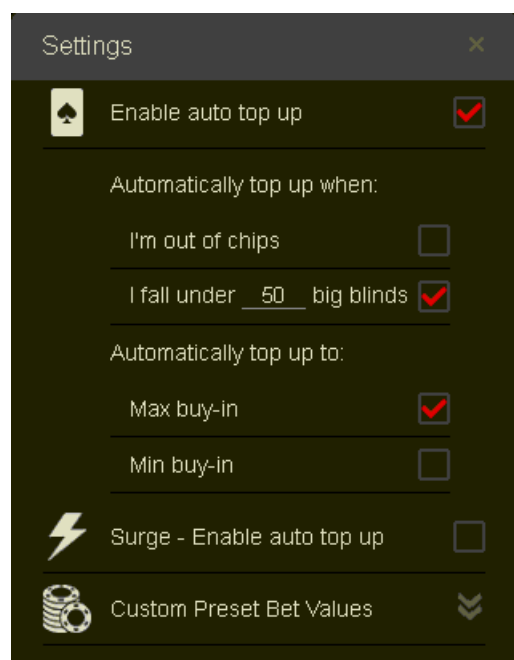 Settings
Enable auto top up
Automatically top up when:
I'm out of chips
I fall under 50 big blinds
Automatically top up to:
Max buy-in
Min buy-in
Surge - Enable auto top up
Custom Preset Bet Values